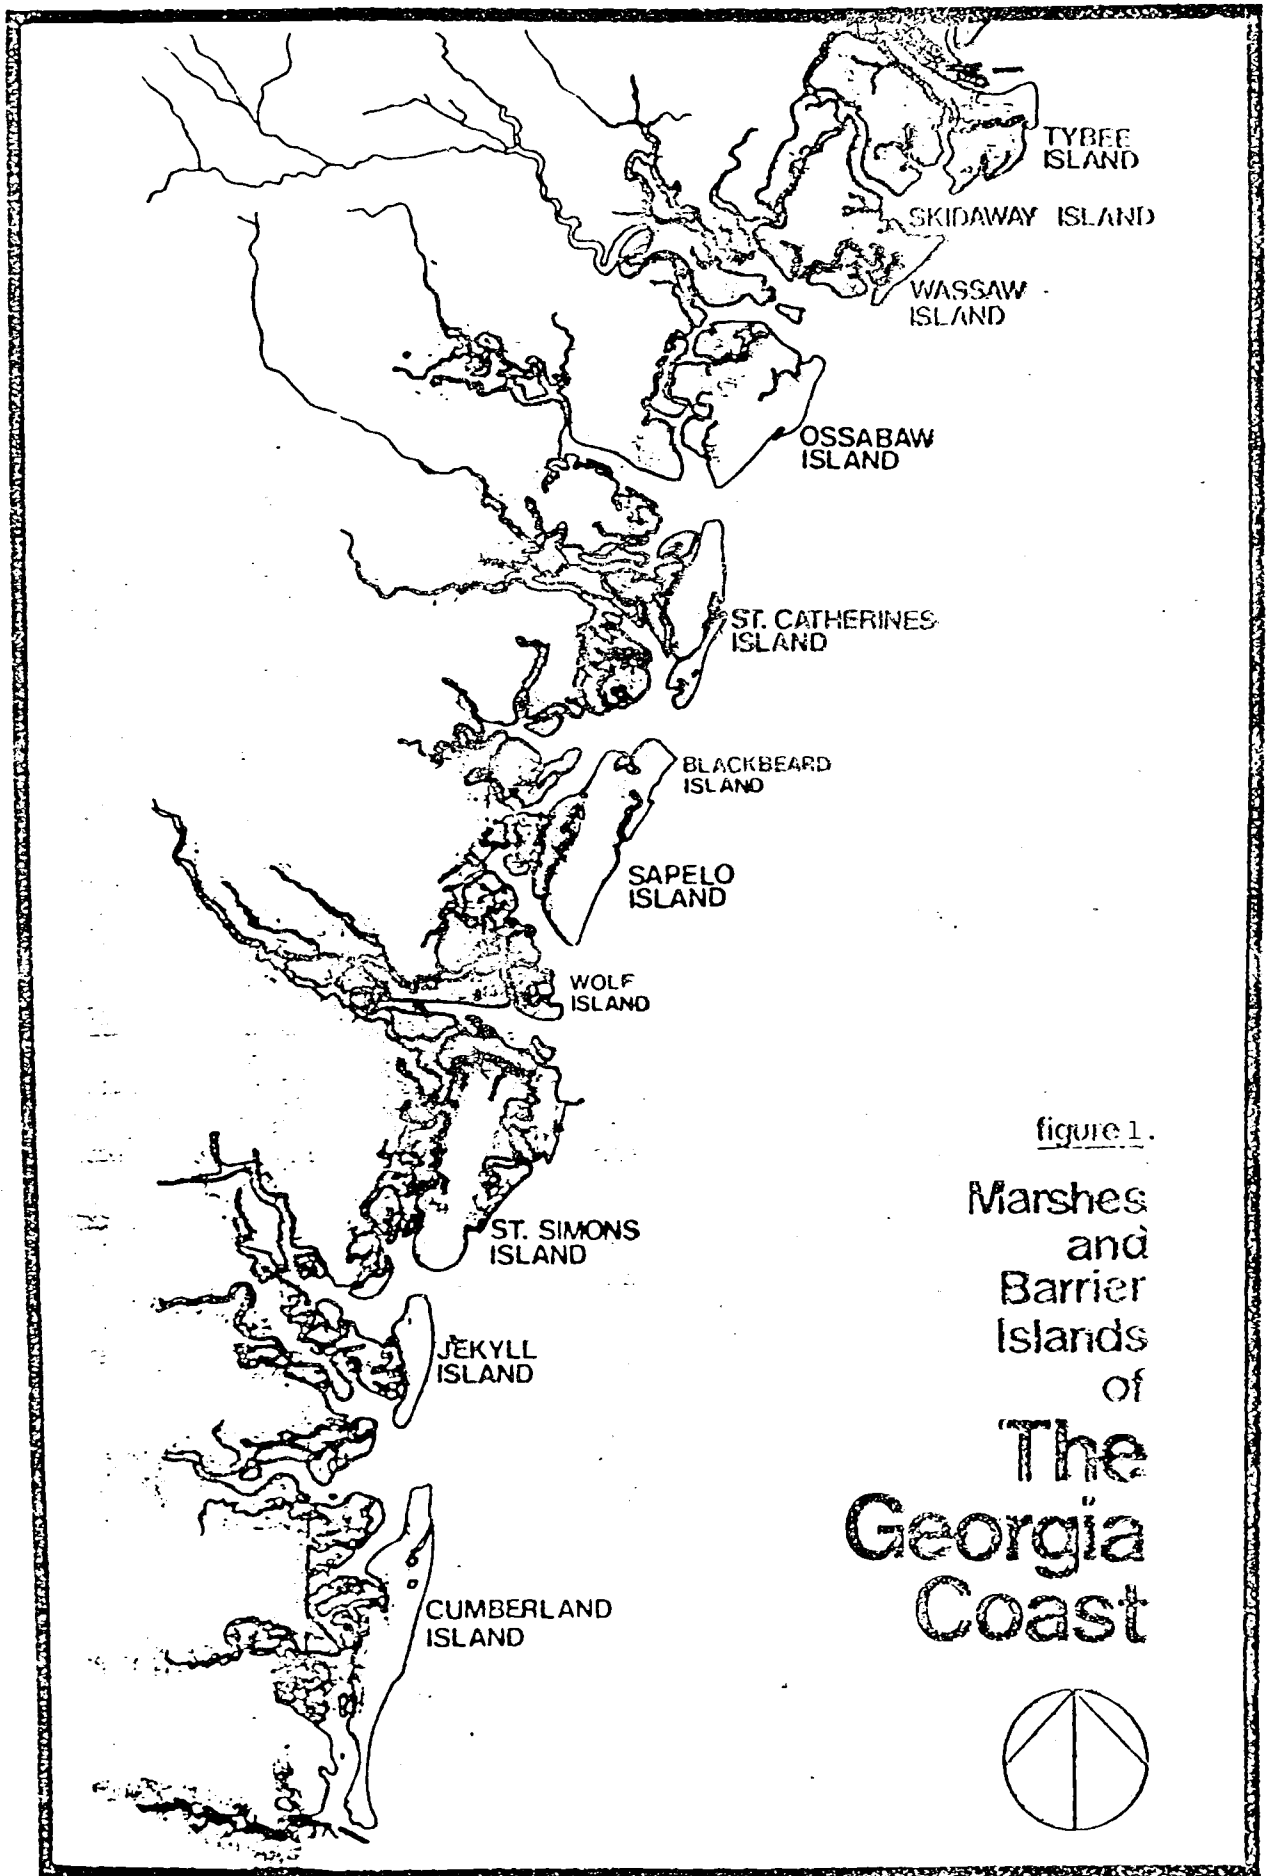 TYBEE
ISLAND
SKIDAWAY ISLAND
WASSAW
ISLAND
OSSABAW
ISLAND
ST. CATHERINES
ISLAND
BLACKBEARD
ISLAND
SAPELO
ISLAND
WOLF
ISLAND
figure 1.
Marshes
and
Barrier
Islands
of
The
Georgia
Coast
ST. SIMONS
ISLAND
JEKYLL
ISLAND
CUMBERLAND
ISLAND